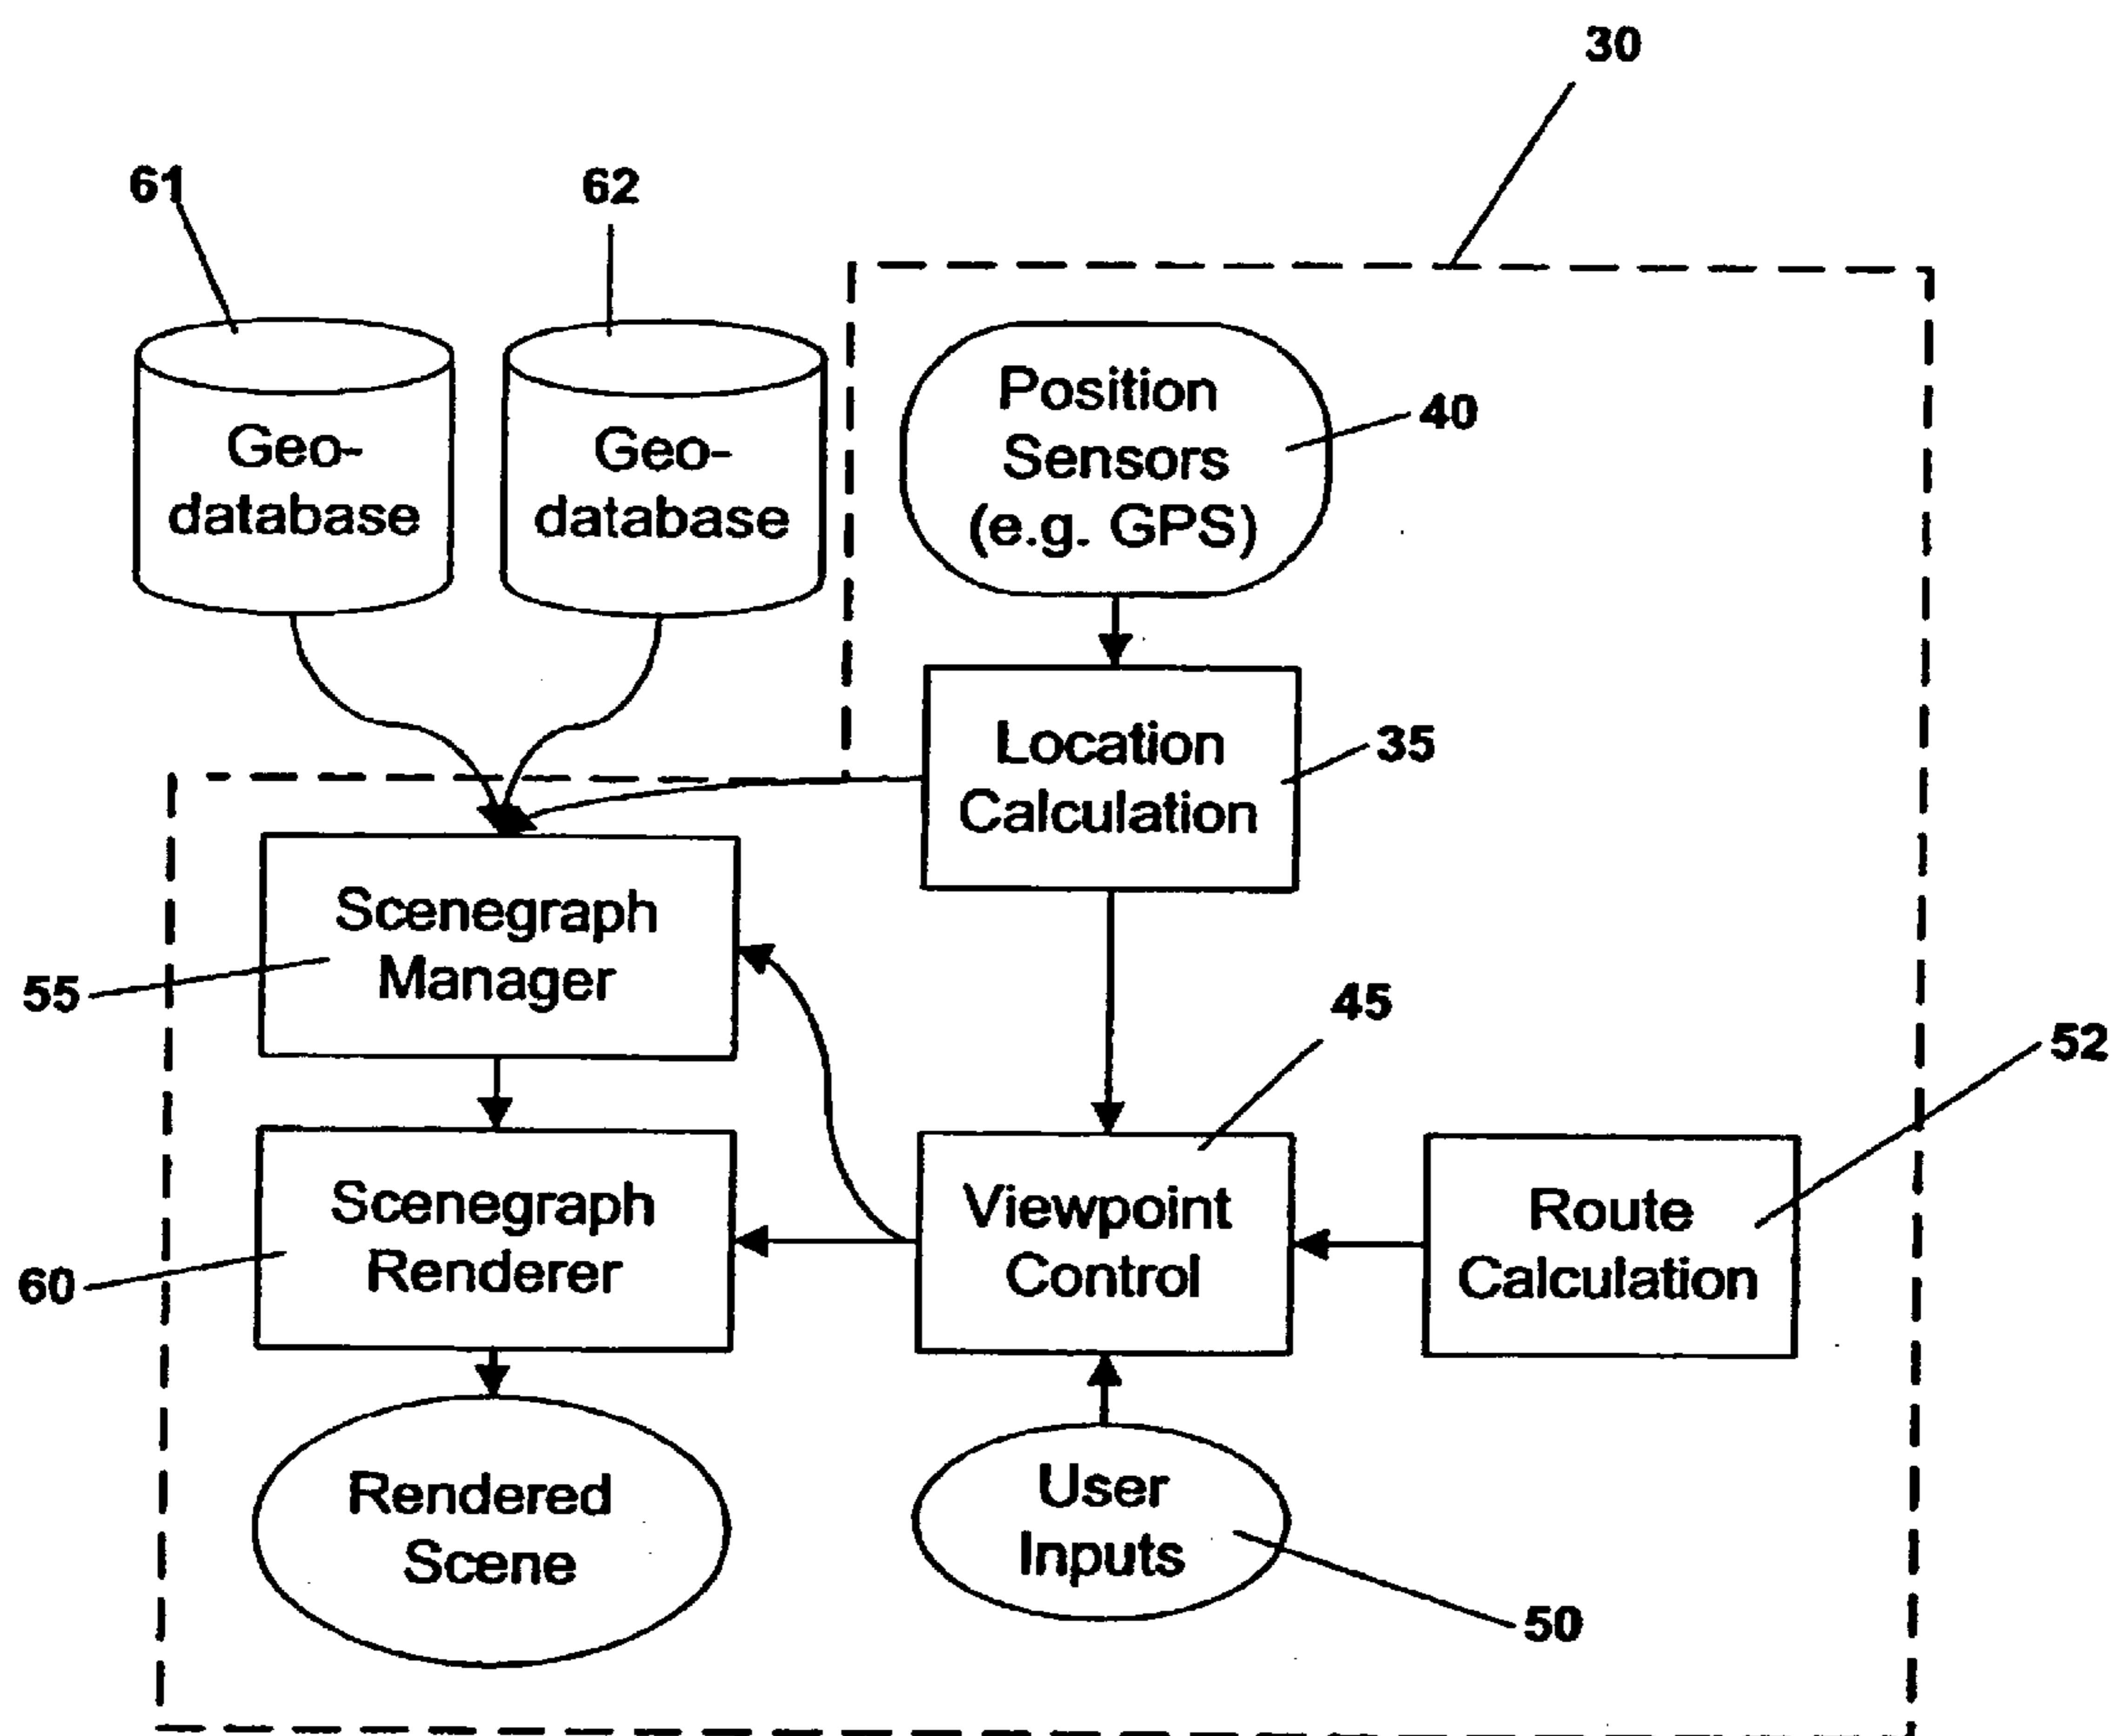 30
61
62
Geo-
database
Geo-
database
Position
Sensors
(e.g. GPS)
40
Location
Calculation
35
Scenegraph
Manager
55
45
52
Scenegraph
Renderer
60
Viewpoint
Control
Route
Calculation
Rendered
Scene
User
Inputs
50